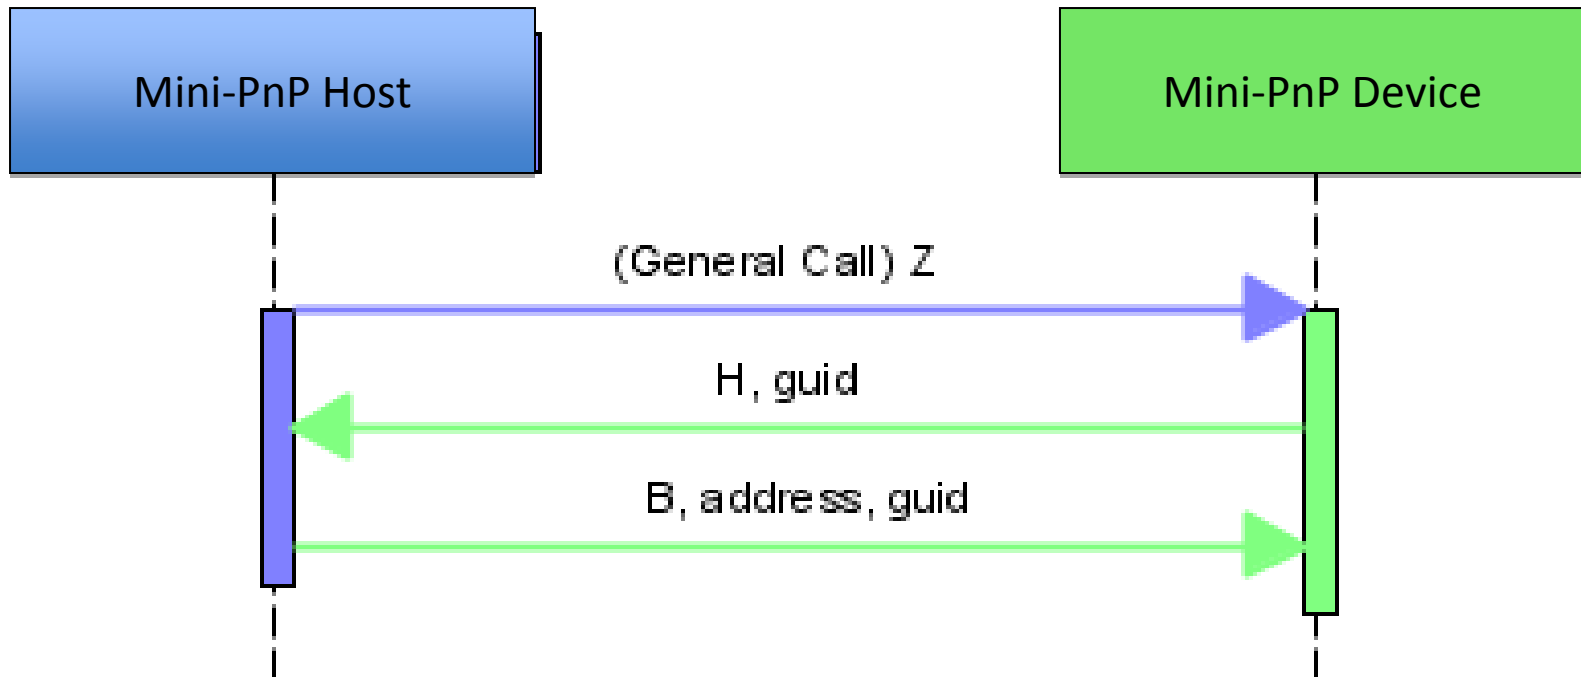 Mini-PnP Host
Mini-PnP Device
(General Call) Z
H, guid
B, address, guid